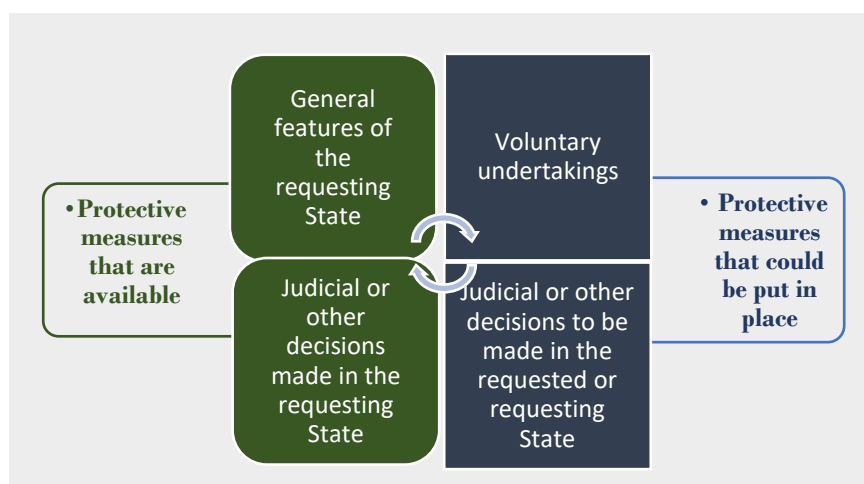 General
features of
the
requesting
State
Voluntary
undertakings
•Protective
measures
that are
available
• Protective
measures
that could
be put in
place
Judicial or
other
decisions
made in the
requesting
State
Judicial or other
decisions to be
made in the
requested or
requesting
State